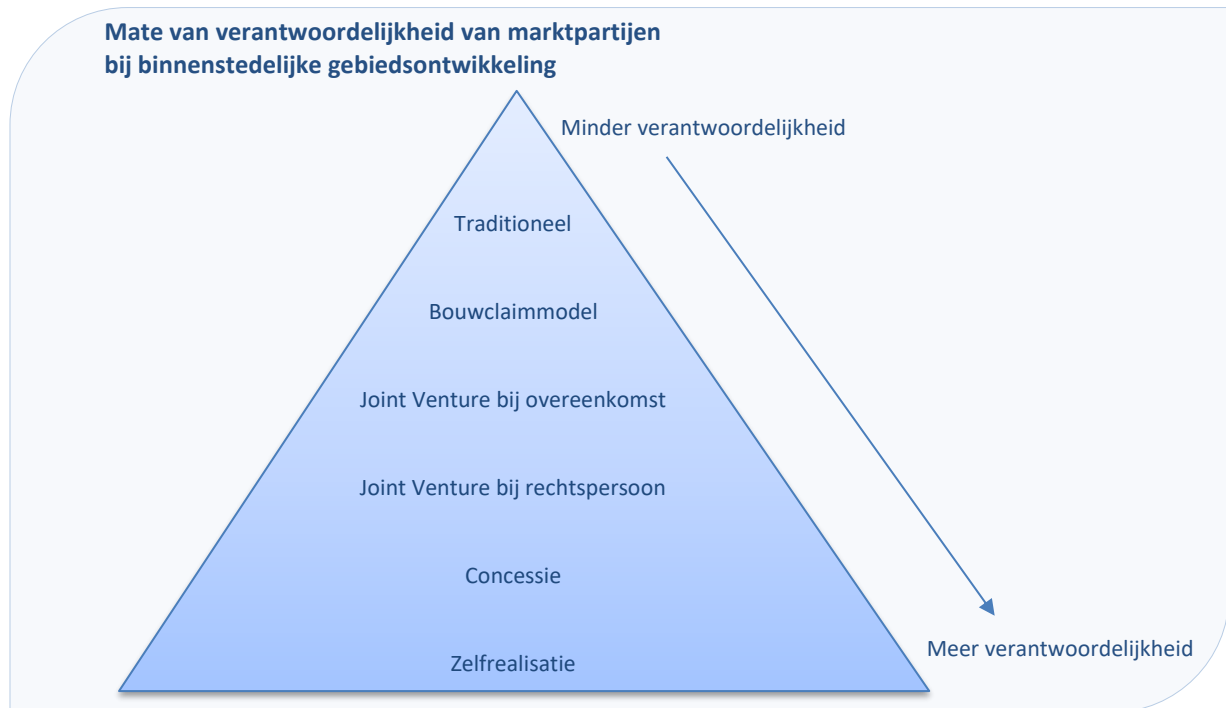 Mate van verantwoordelijkheid van marktpartijen
bij binnenstedelijke gebiedsontwikkeling
Minder verantwoordelijkheid
Traditioneel
Bouwclaimmodel
Joint Venture bij overeenkomst
Joint Venture bij rechtspersoon
Concessie
Meer verantwoordelijkheid
Zelfrealisatie